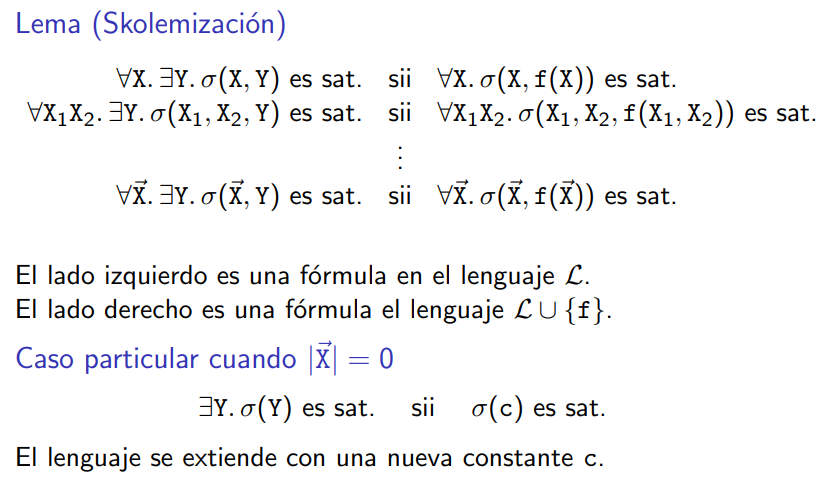 Lema (Skolemización)
∀X. ∃Y. σ(X, Y) es sat. sii ∀X. σ(X, f(X)) es sat.
∀X₁X₂. ∃Y. σ(X₁, X₂, Y) es sat. sii ∀X₁X₂. σ(X₁, X₂, f(X₁, X₂)) es sat.
⋮
∀X⃗. ∃Y. σ(X⃗, Y) es sat. sii ∀X⃗. σ(X⃗, f(X⃗)) es sat.
El lado izquierdo es una fórmula en el lenguaje ℒ.
El lado derecho es una fórmula el lenguaje ℒ ∪ {f}.
Caso particular cuando |X⃗| = 0
∃Y. σ(Y) es sat. sii σ(c) es sat.
El lenguaje se extiende con una nueva constante c.